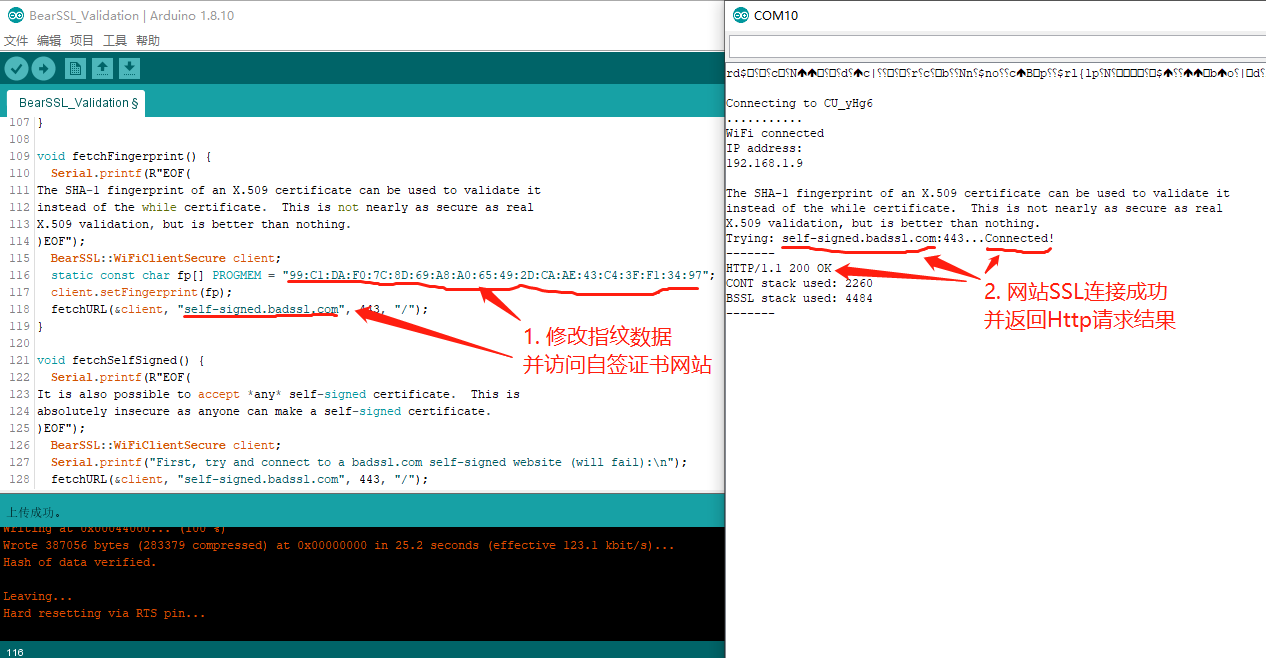 BearSSL_Validation | Arduino 1.8.10
文件 编辑 项目 工具 帮助
BearSSL_Validation §
107 }
108
109 void fetchFingerprint() {
110 Serial.printf(R"EOF(
111 The SHA-1 fingerprint of an X.509 certificate can be used to validate it
112 instead of the while certificate.  This is not nearly as secure as real
113 X.509 validation, but is better than nothing.
114 )EOF");
115 BearSSL::WiFiClientSecure client;
116 static const char fp[] PROGMEM = "99:C1:DA:F0:7C:8D:69:A8:A0:65:49:2D:CA:AE:43:C4:3F:F1:34:97";
117 client.setFingerprint(fp);
118 fetchURL(&client, "self-signed.badssl.com", 443, "/");
119 }
120
121 void fetchSelfSigned() {
122 Serial.printf(R"EOF(
123 It is also possible to accept *any* self-signed certificate.  This is
124 absolutely insecure as anyone can make a self-signed certificate.
125 )EOF");
126 BearSSL::WiFiClientSecure client;
127 Serial.printf("First, try and connect to a badssl.com self-signed website (will fail):\n");
128 fetchURL(&client, "self-signed.badssl.com", 443, "/");
1. 修改指纹数据
并访问自签证书网站
上传成功。
Writing at 0x00044000... (100 %)
Wrote 387056 bytes (283379 compressed) at 0x00000000 in 25.2 seconds (effective 123.1 kbit/s)...
Hash of data verified.
Leaving...
Hard resetting via RTS pin...
116
COM10
Connecting to CU_yHg6
...........
WiFi connected
IP address:
192.168.1.9
The SHA-1 fingerprint of an X.509 certificate can be used to validate it
instead of the while certificate.  This is not nearly as secure as real
X.509 validation, but is better than nothing.
Trying: self-signed.badssl.com:443...Connected!
-------
HTTP/1.1 200 OK
CONT stack used: 2260
BSSL stack used: 4484
-------
2. 网站SSL连接成功
并返回Http请求结果